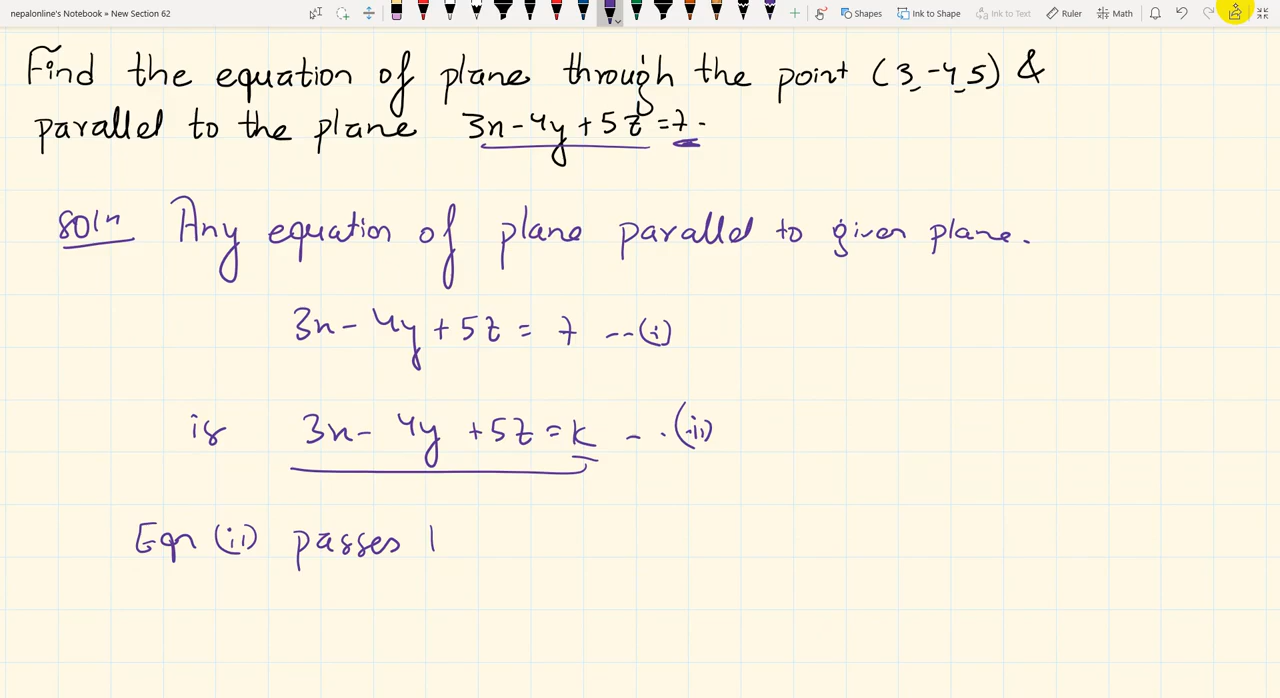 nepalonline's Notebook » New Section 62
Shapes Ink to Shape Ink to Text Ruler Math
Find the equation of plane through the point (3, -4, 5) &
parallel to the plane 3x - 4y + 5z = 7.
Soln Any equation of plane parallel to given plane.
3x - 4y + 5z = 7 --(i)
is 3x - 4y + 5z = k -..(ii)
Eqn (ii) passes